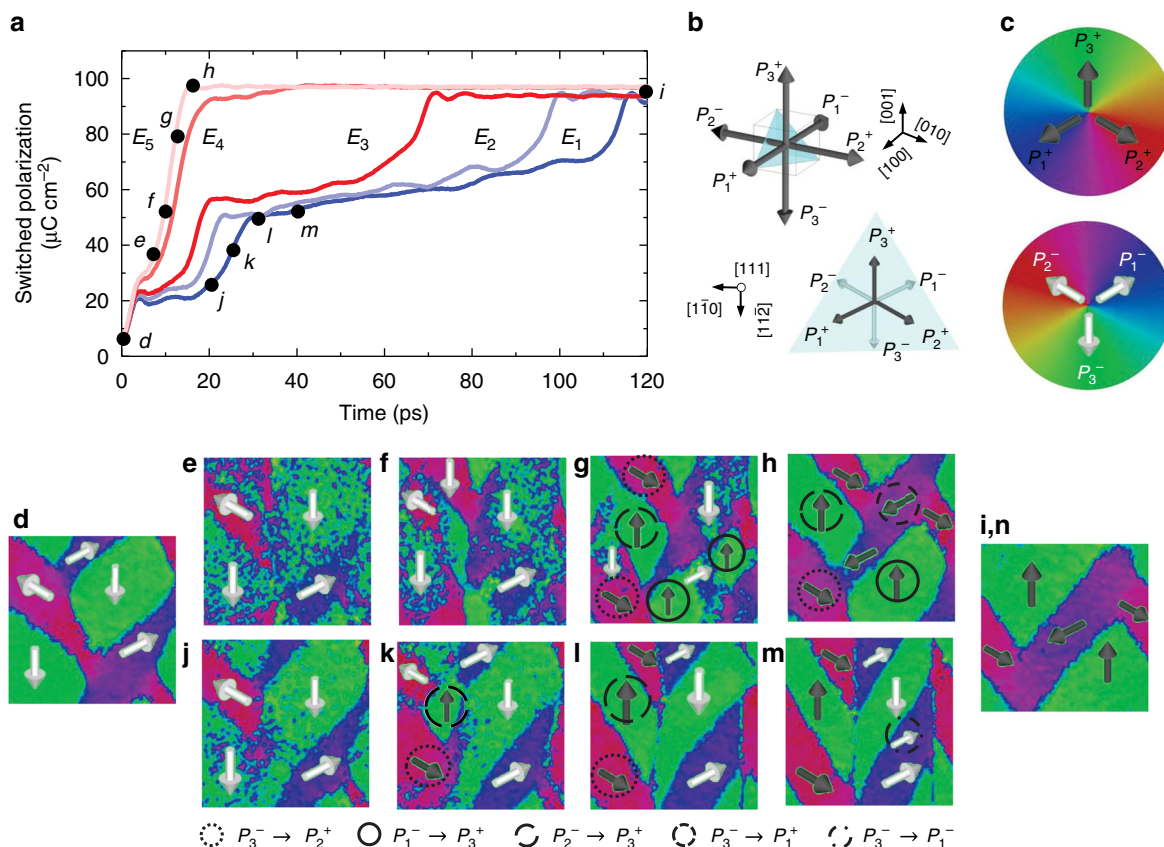 a
Switched polarization
(μC cm⁻²)
100
80
60
40
20
0
0 20 40 60 80 100 120
Time (ps)
E₅ E₄ E₃ E₂ E₁
d
e
f
g
h
i
j
k
l
m
b
P₃⁺
P₂⁻ P₁⁻
P₁⁺ P₂⁺
P₃⁻
[001]
[010]
[100]
[111]
[11̄0]
[112̄]
P₃⁺
P₂⁻ P₁⁻
P₁⁺ P₂⁺
P₃⁻
c
P₃⁺
P₁⁺ P₂⁺
P₂⁻ P₁⁻
P₃⁻
d
e
f
g
h
i,n
j
k
l
m
P₃⁻ → P₂⁺ P₁⁻ → P₃⁺ P₂⁻ → P₃⁺ P₃⁻ → P₁⁺ P₃⁻ → P₁⁻